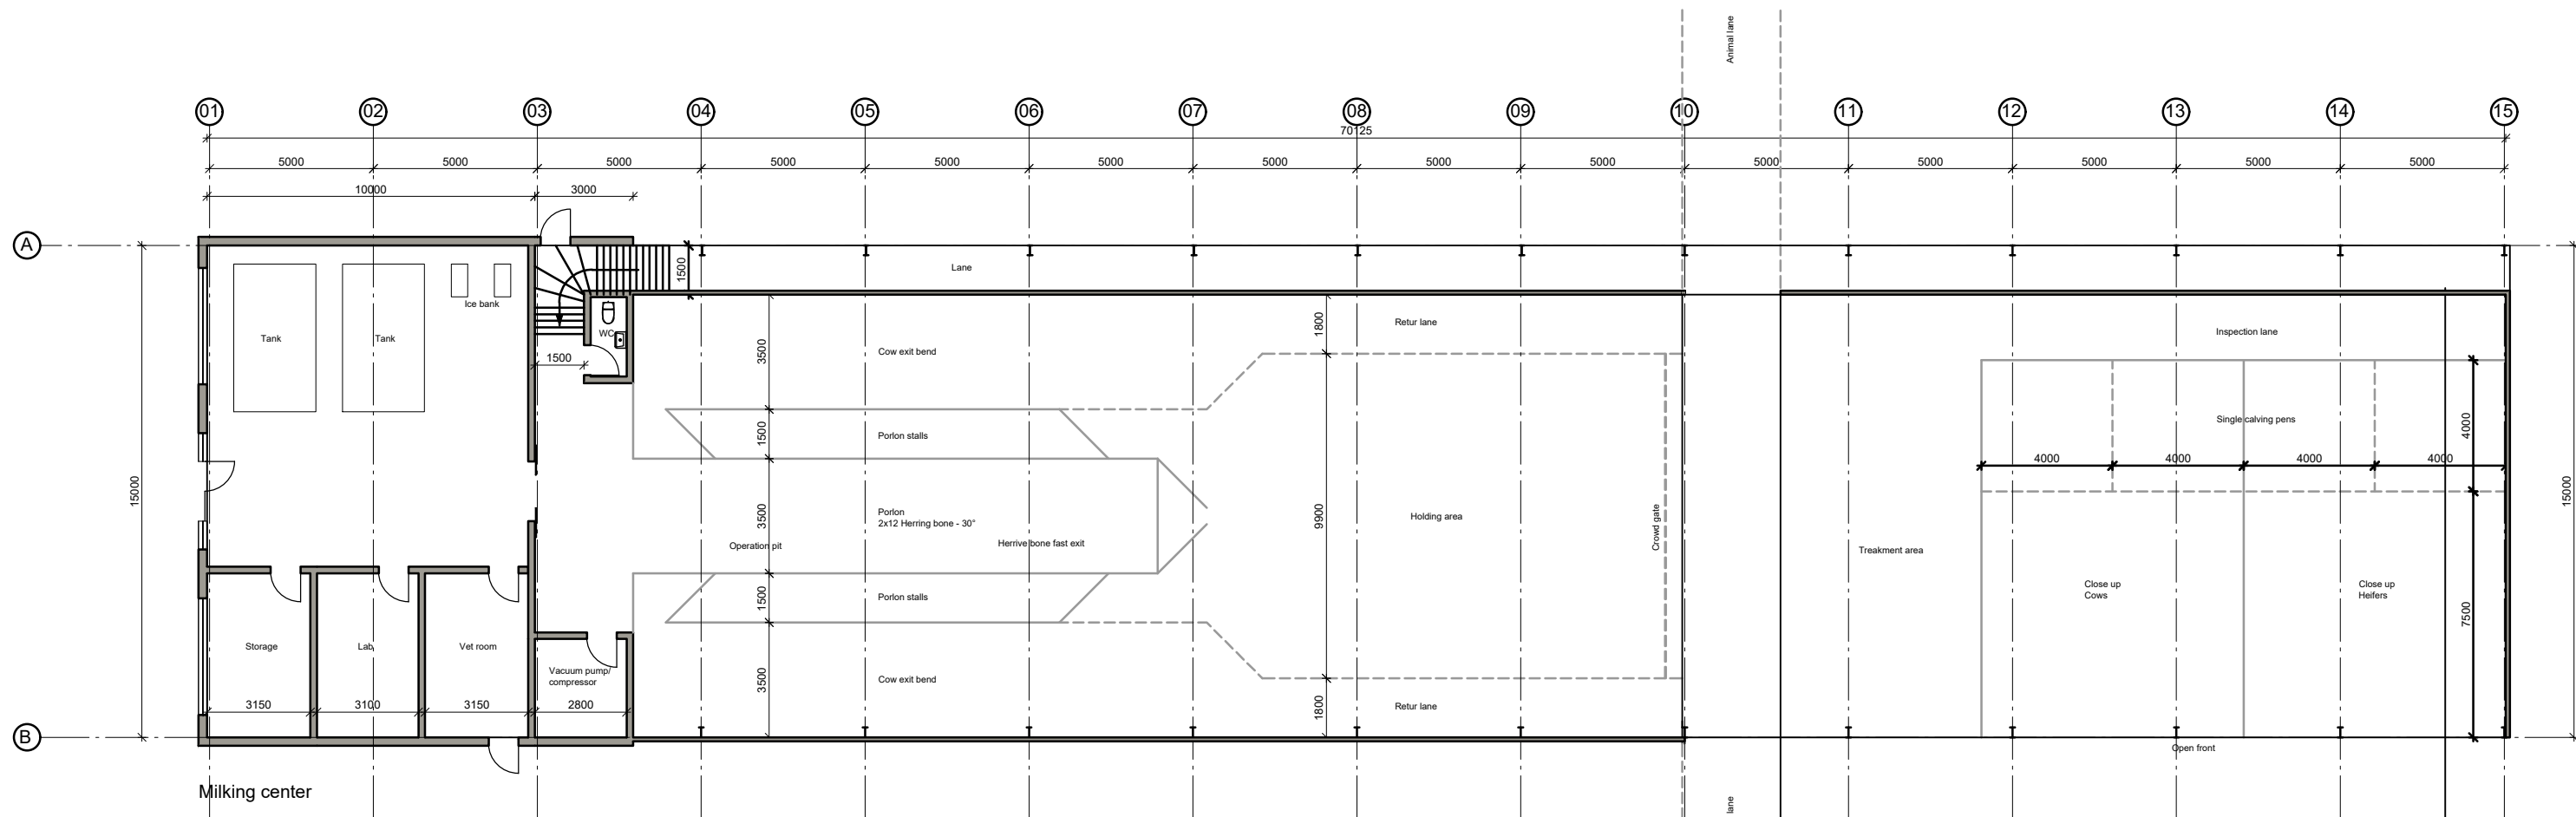 Animal lane
01 02 03 04 05 06 07 08 09 10 11 12 13 14 15
70125
5000 5000 5000 5000 5000 5000 5000 5000 5000 5000 5000 5000 5000 5000
10000 3000
A
1500
Lane
Ice bank
Tank
Tank
WC
1500
15000
15000
3500
Cow exit bend
1800
Retur lane
Inspection lane
1500
Porlon stalls
Single calving pens
4000
4000 4000 4000 4000
3500
Porlon
2x12 Herring bone - 30°
Operation pit
Herrive bone fast exit
9900
Holding area
Crowd gate
Treakment area
1500
Porlon stalls
Close up
Cows
Close up
Heifers
7500
Storage
Lab
Vet room
Vacuum pump/
compressor
3500
Cow exit bend
3150 3100 3150 2800
1800
Retur lane
B
Open front
Milking center
lane